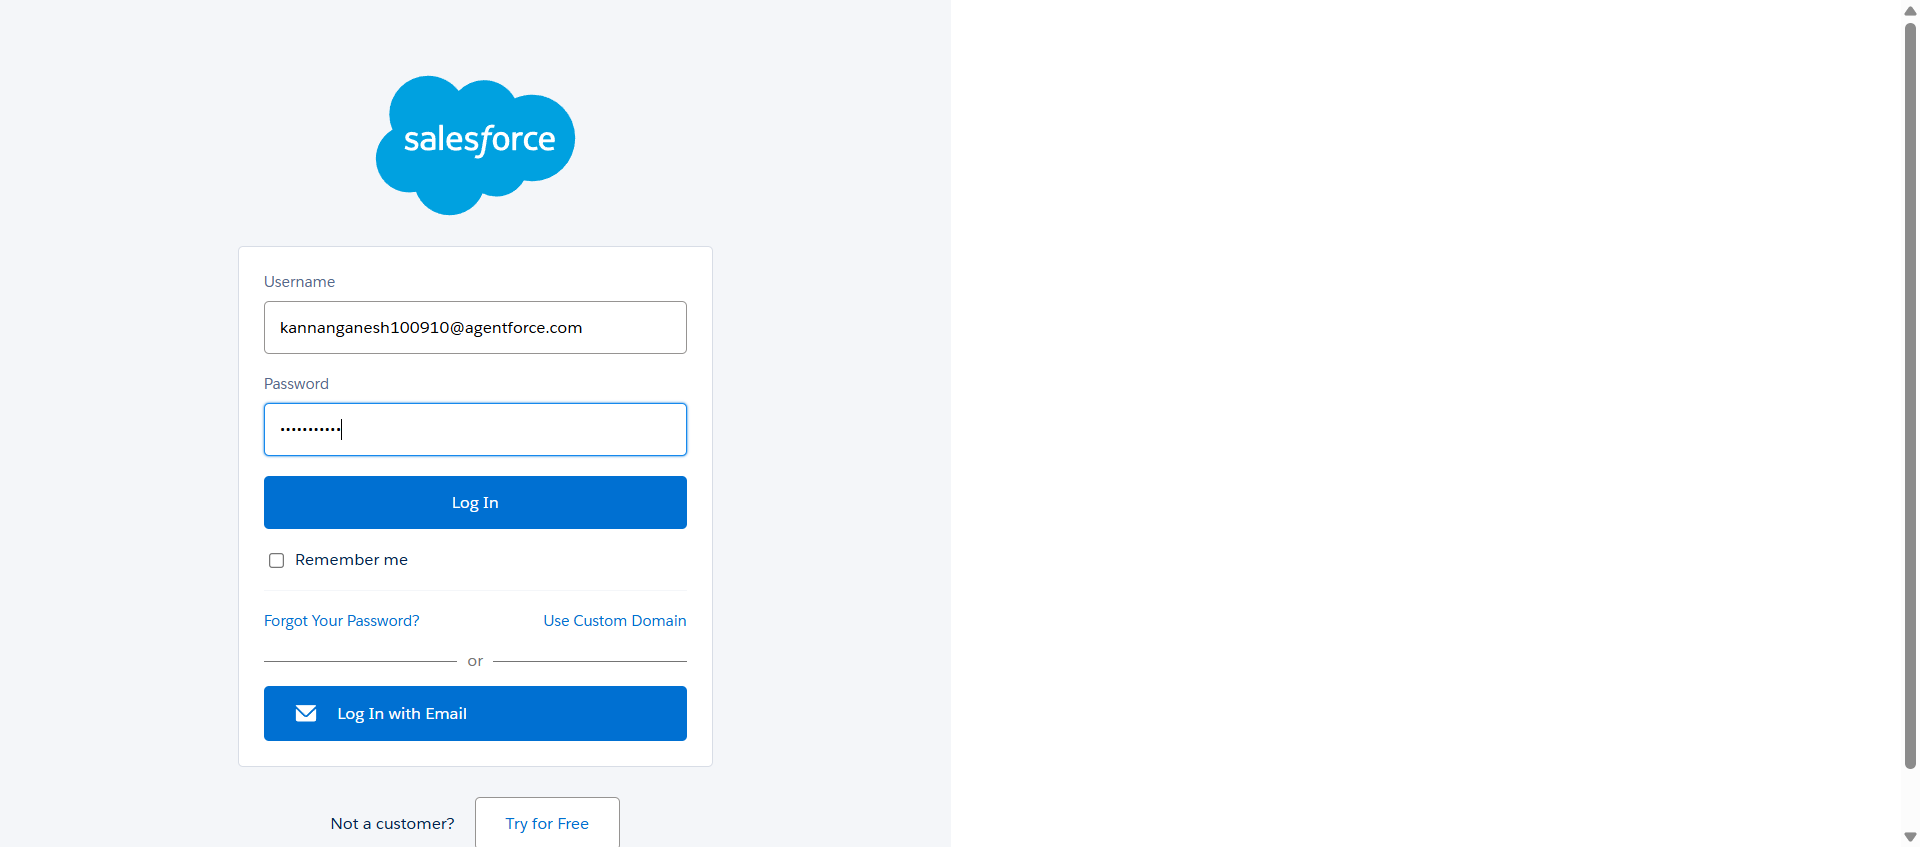 salesforce
Username
kannanganesh100910@agentforce.com
Password
•••••••••••
Log In
Remember me
Forgot Your Password?
Use Custom Domain
or
Log In with Email
Not a customer?
Try for Free